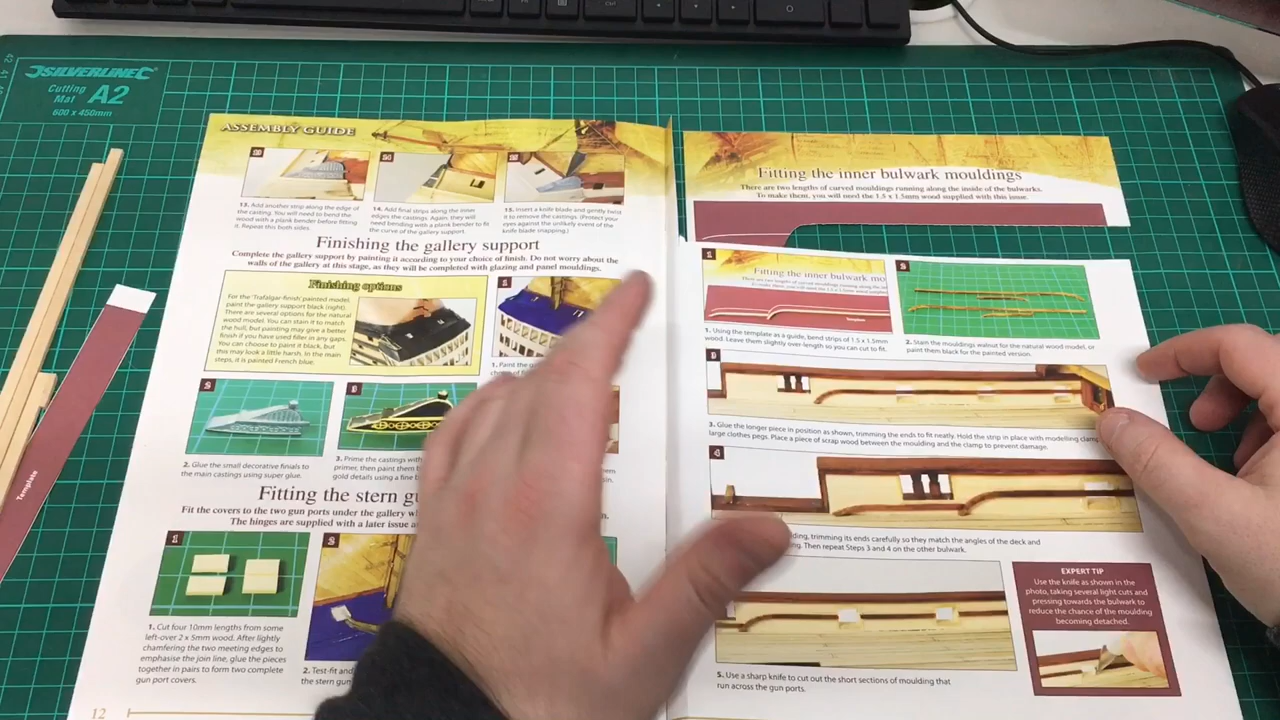 SILVERLINE
Cutting
Mat A2
600 x 450mm
ASSEMBLY GUIDE
13. Add another strip along the edge of
the casting. You will need to bend the
wood with a plank bender before fitting
it. Repeat this both sides.
14. Add final strips along the inner
edges the castings. Again, they will
need bending with a plank bender to fit
the curve of the gallery support.
15. Insert a knife blade and gently twist
it to remove the castings. (Protect your
eyes against the unlikely event of the
knife blade snapping.)
Finishing the gallery support
Complete the gallery support by painting it according to your choice of finish. Do not worry about the
walls of the gallery at this stage, as they will be completed with glazing and panel mouldings.
Finishing options
For the 'Trafalgar-finish' painted model,
paint the gallery support black (right).
There are several options for the natural
wood model. You can stain it to match
the hull, but painting may give a better
finish if you have used filler in any gaps.
You can choose to paint it black, but
this may look a little harsh. In the main
steps, it is painted French blue.
1
1. Paint the
2
2. Glue the small decorative finials to
the main castings using super glue.
3
3. Prime the castings with
primer, then paint them
gold details using a fine
Fitting the stern
Fit the covers to the two gun ports under the gallery
The hinges are supplied with a later issue
1
1. Cut four 10mm lengths from some
left-over 2 x 5mm wood. After lightly
chamfering the two meeting edges to
emphasise the join line, glue the pieces
together in pairs to form two complete
gun port covers.
2
2. Test-fit and
the stern gun
12
Template
Fitting the inner bulwark mouldings
There are two lengths of curved mouldings running along the inside of the bulwarks.
To make them, you will need the 1.5 x 1.5mm wood supplied with this issue.
1
Fitting the inner bulwark mo
Template
1. Using the template as a guide, bend strips of 1.5 x 1.5mm
wood. Leave them slightly over-length so you can cut to fit.
2
2. Stain the mouldings walnut for the natural wood model, or
paint them black for the painted version.
3
3. Glue the longer piece in position as shown, trimming the ends to fit neatly. Hold the strip in place with modelling clamps
large clothes pegs. Place a piece of scrap wood between the moulding and the clamp to prevent damage.
4
trimming its ends carefully so they match the angles of the deck and
Then repeat Steps 3 and 4 on the other bulwark.
5. Use a sharp knife to cut out the short sections of moulding that
run across the gun ports.
EXPERT TIP
Use the knife as shown in the
photo, taking several light cuts and
pressing towards the bulwark to
reduce the chance of the moulding
becoming detached.